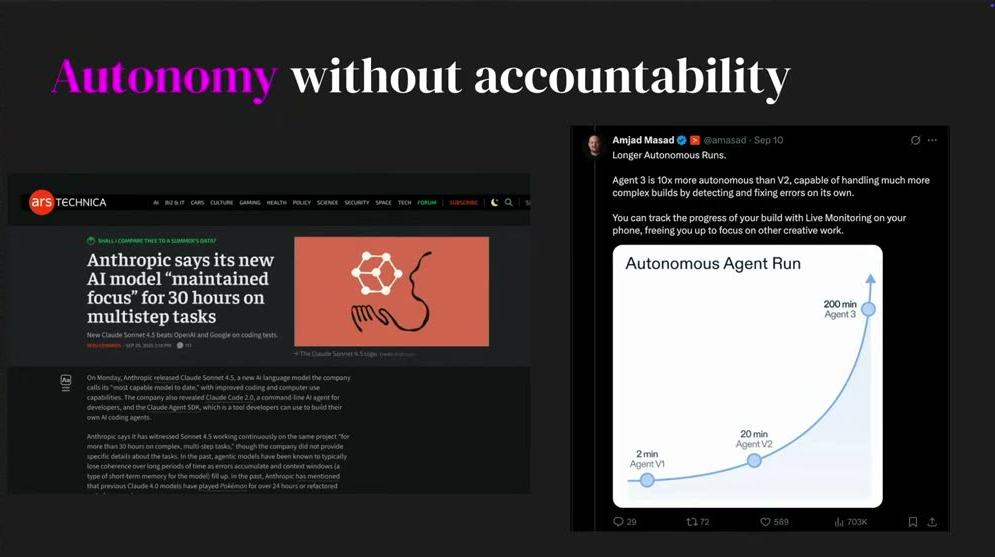 Autonomy without accountability
ars TECHNICA
AI BIZ & IT CARS CULTURE GAMING HEALTH POLICY SCIENCE SECURITY SPACE TECH FORUM SUBSCRIBE
SHALL I COMPARE THEE TO A SUMMER'S DATA?
Anthropic says its new
AI model “maintained
focus” for 30 hours on
multistep tasks
New Claude Sonnet 4.5 beats OpenAI and Google on coding tests.
The Claude Sonnet 4.5 logo.
Aa
On Monday, Anthropic released Claude Sonnet 4.5, a new AI language model the company
calls its “most capable model to date,” with improved coding and computer use
capabilities. The company also revealed Claude Code 2.0, a command-line AI agent for
developers, and the Claude Agent SDK, which is a tool developers can use to build their
own AI coding agents.
Anthropic says it has witnessed Sonnet 4.5 working continuously on the same project “for
more than 30 hours on complex, multi-step tasks,” though the company did not provide
specific details about the tasks. In the past, agentic models have been known to typically
lose coherence over long periods of time as errors accumulate and context windows (a
type of short-term memory for the model) fill up. In the past, Anthropic has mentioned
that previous Claude 4.0 models have played Pokémon for over 24 hours or refactored
Amjad Masad @amasad · Sep 10
Longer Autonomous Runs.
Agent 3 is 10x more autonomous than V2, capable of handling much more
complex builds by detecting and fixing errors on its own.
You can track the progress of your build with Live Monitoring on your
phone, freeing you up to focus on other creative work.
Autonomous Agent Run
200 min
Agent 3
20 min
Agent V2
2 min
Agent V1
29 72 589 703K